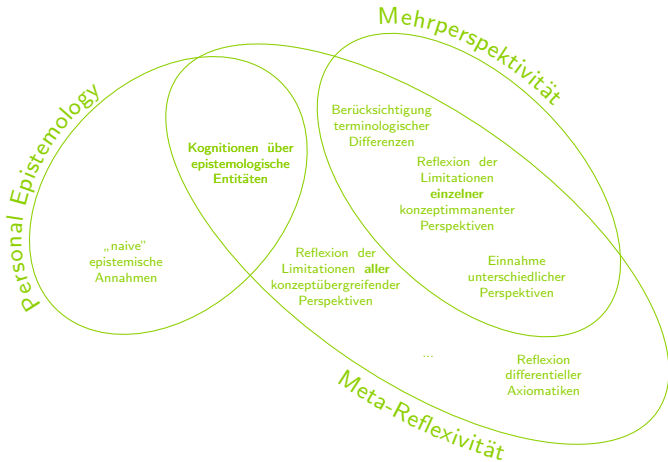 Mehrperspektivität
Personal Epistemology
Berücksichtigung
terminologischer
Differenzen
Kognitionen über
epistemologische
Entitäten
Reflexion der
Limitationen
einzelner
konzeptimmanenter
Perspektiven
„naive”
epistemische
Annahmen
Reflexion der
Limitationen aller
konzeptübergreifender
Perspektiven
Einnahme
unterschiedlicher
Perspektiven
...
Reflexion
differentieller
Axiomatiken
Meta-Reflexivität